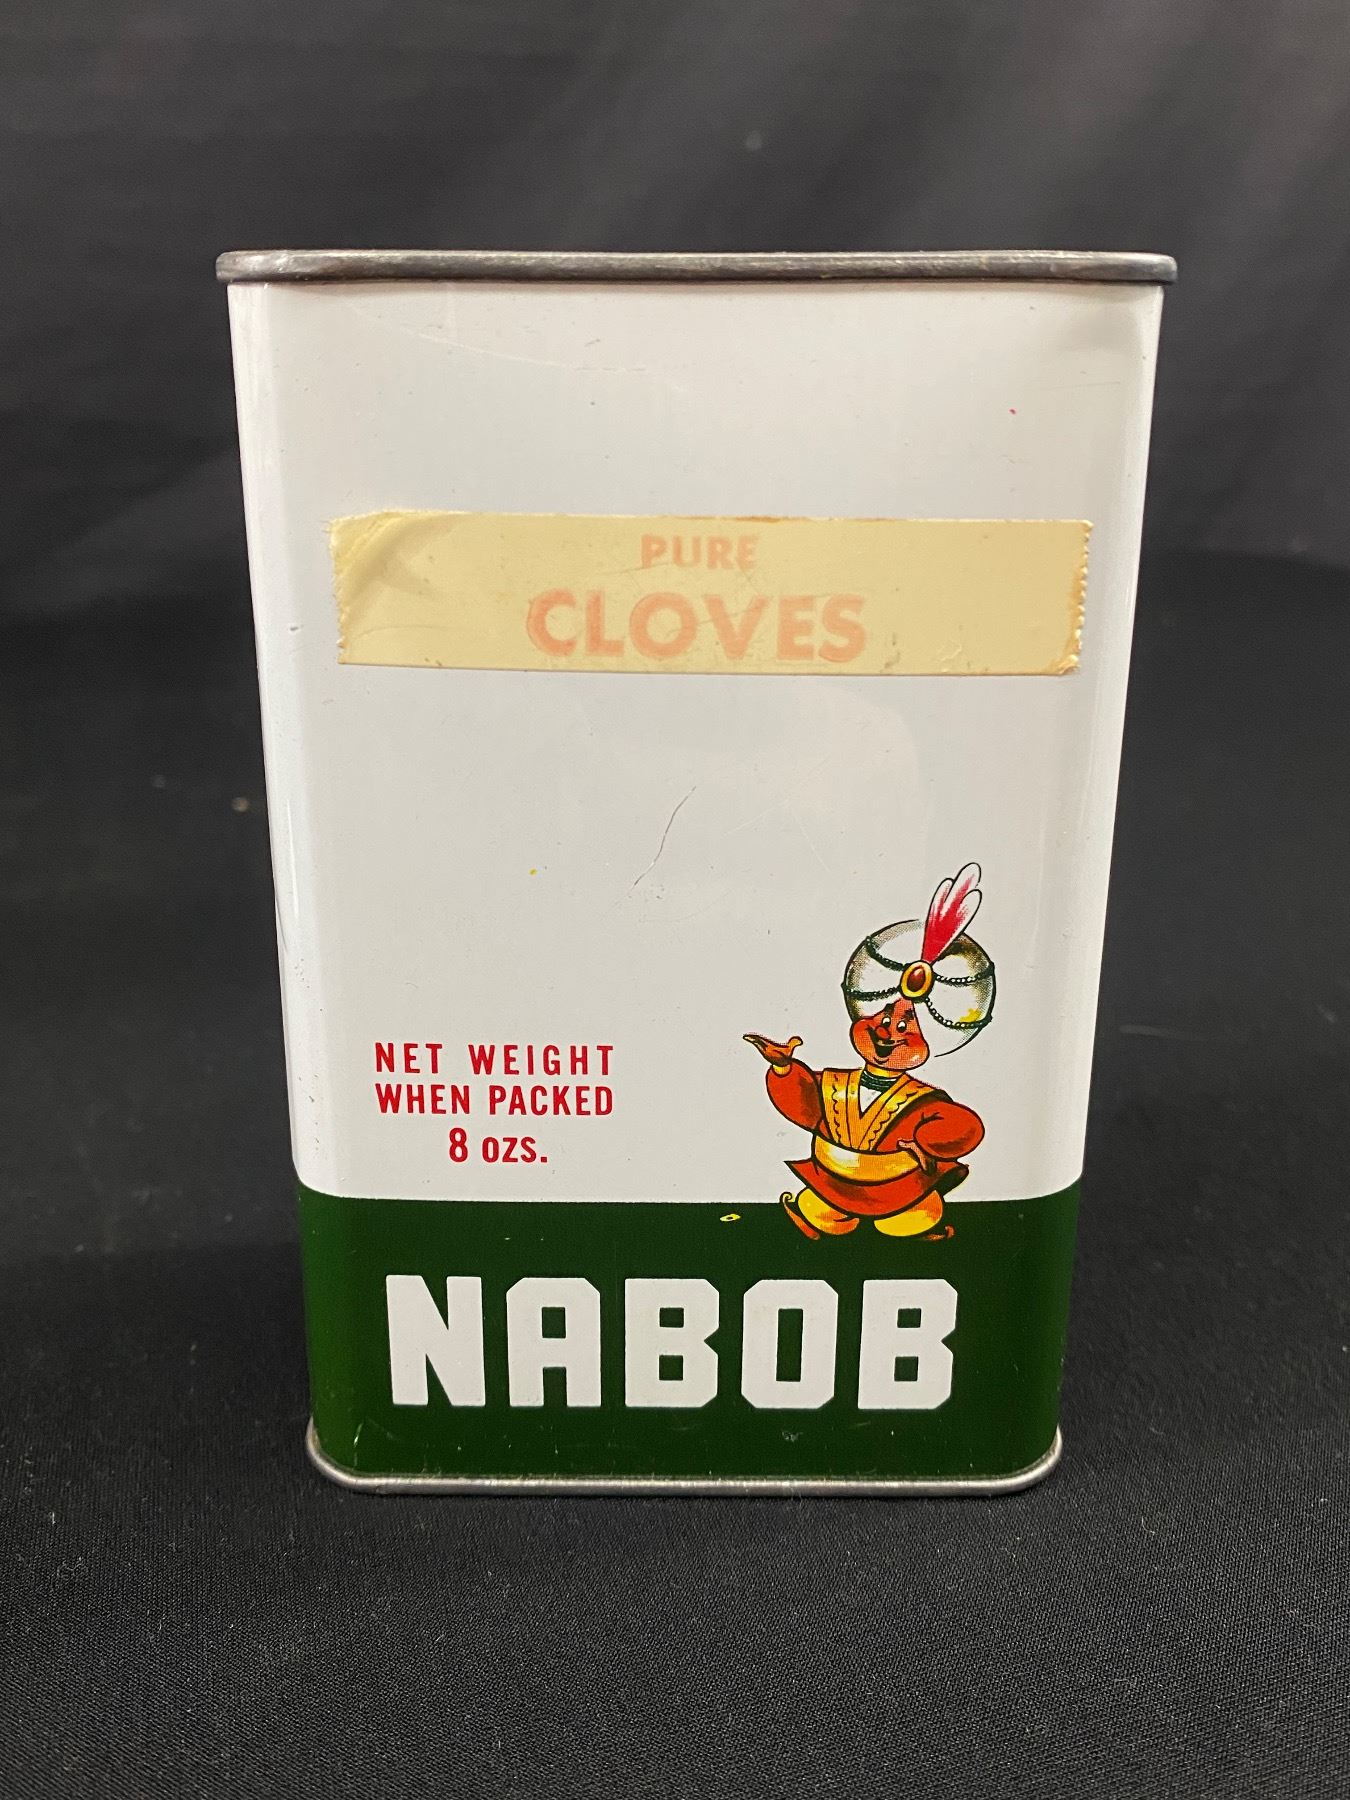 PURE
CLOVES
NET WEIGHT
WHEN PACKED
8 OZS.
NABOB